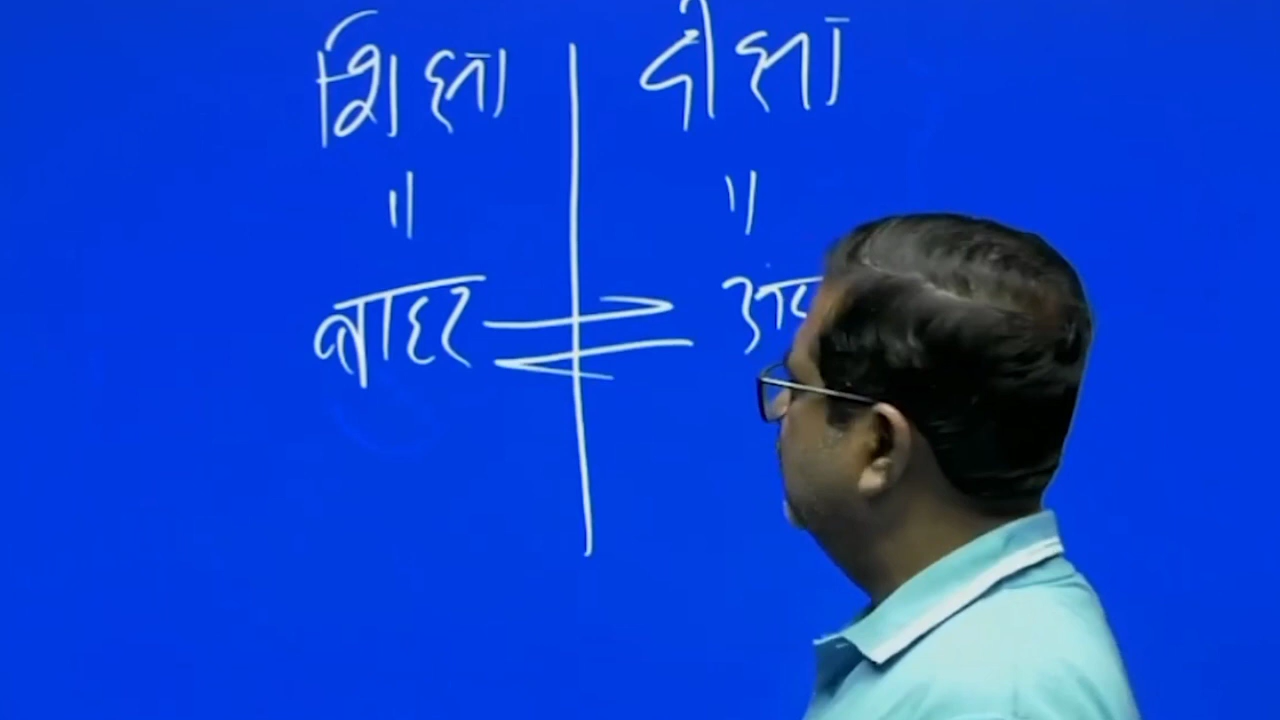 शिक्षा दीक्षा
" "
बाहर